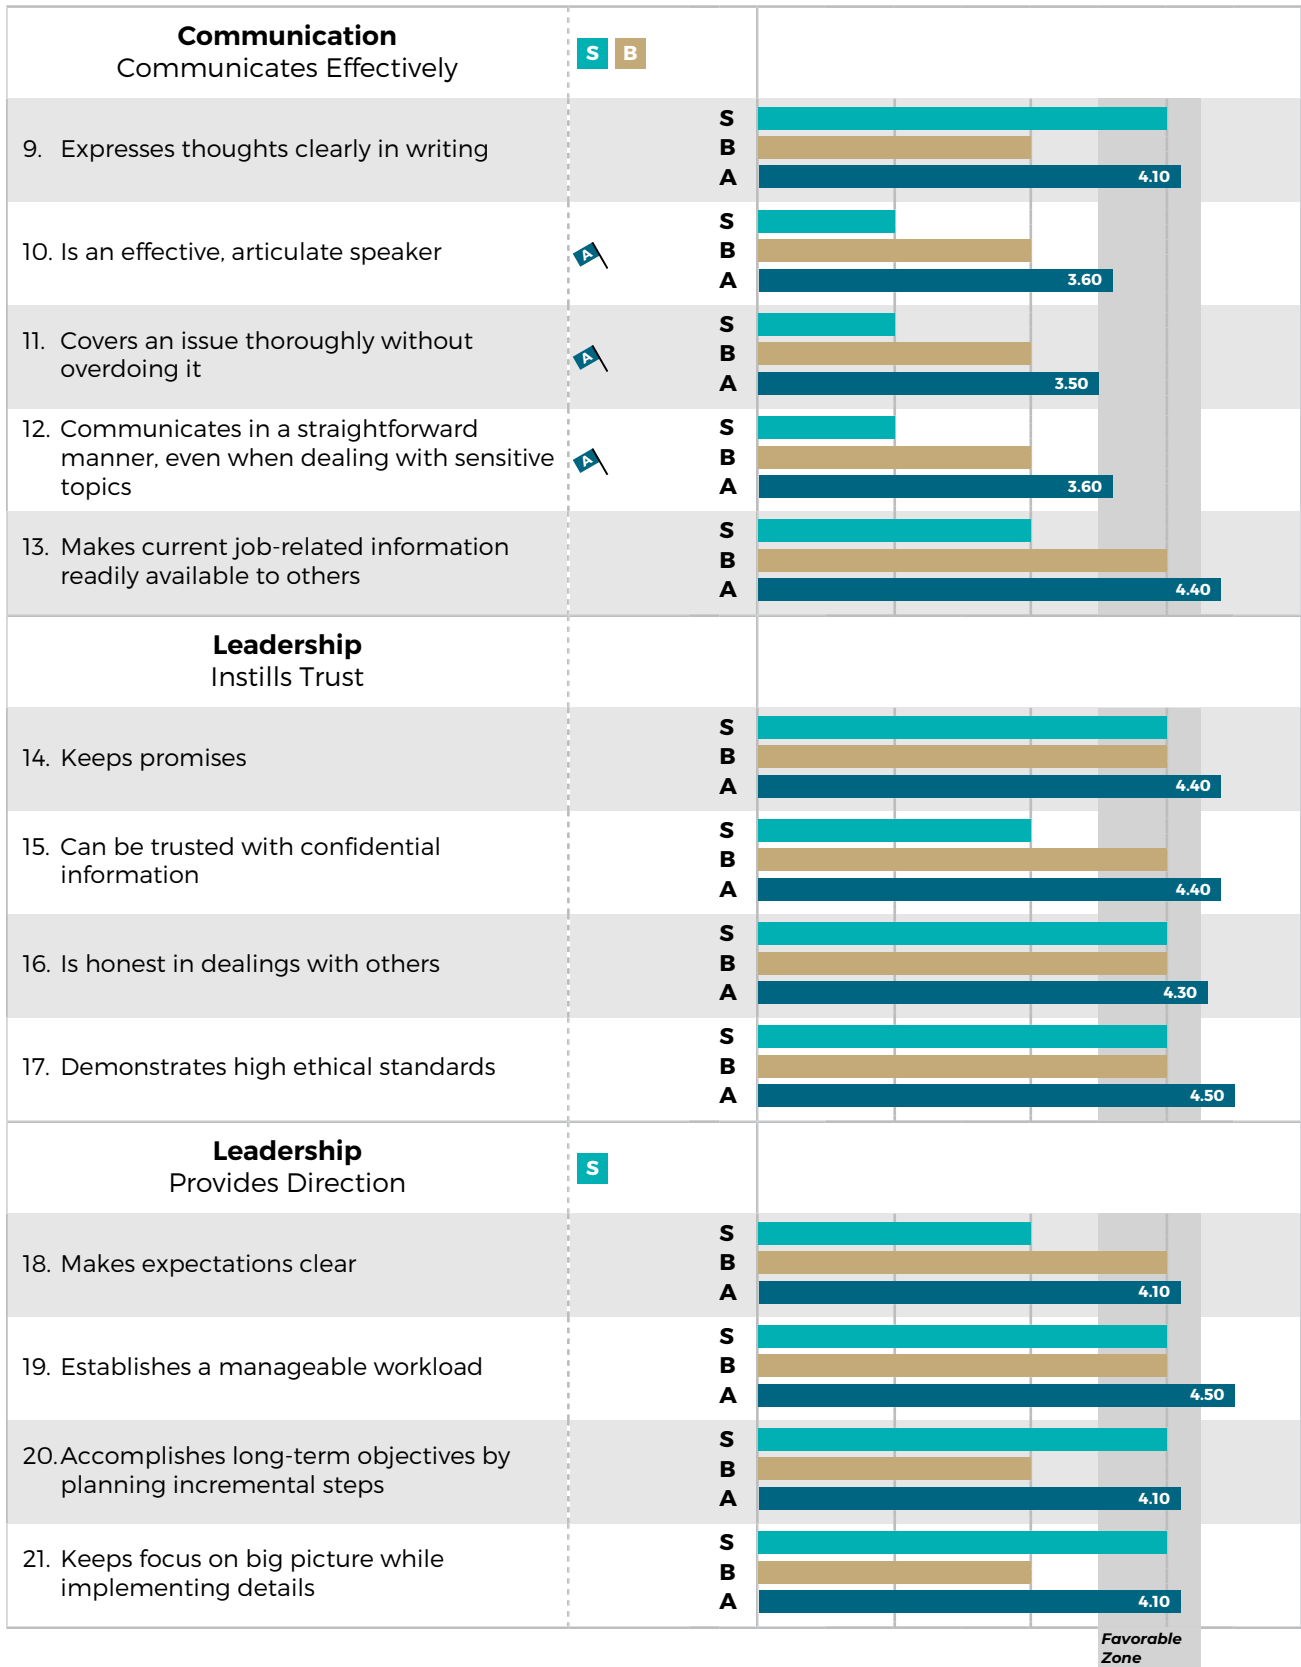 Communication
Communicates Effectively
S B
9. Expresses thoughts clearly in writing
S
B
A 4.10
10. Is an effective, articulate speaker
A
S
B
A 3.60
11. Covers an issue thoroughly without
overdoing it
A
S
B
A 3.50
12. Communicates in a straightforward
manner, even when dealing with sensitive
topics
A
S
B
A 3.60
13. Makes current job-related information
readily available to others
S
B
A 4.40
Leadership
Instills Trust
14. Keeps promises
S
B
A 4.40
15. Can be trusted with confidential
information
S
B
A 4.40
16. Is honest in dealings with others
S
B
A 4.30
17. Demonstrates high ethical standards
S
B
A 4.50
Leadership
Provides Direction
S
18. Makes expectations clear
S
B
A 4.10
19. Establishes a manageable workload
S
B
A 4.50
20. Accomplishes long-term objectives by
planning incremental steps
S
B
A 4.10
21. Keeps focus on big picture while
implementing details
S
B
A 4.10
Favorable
Zone